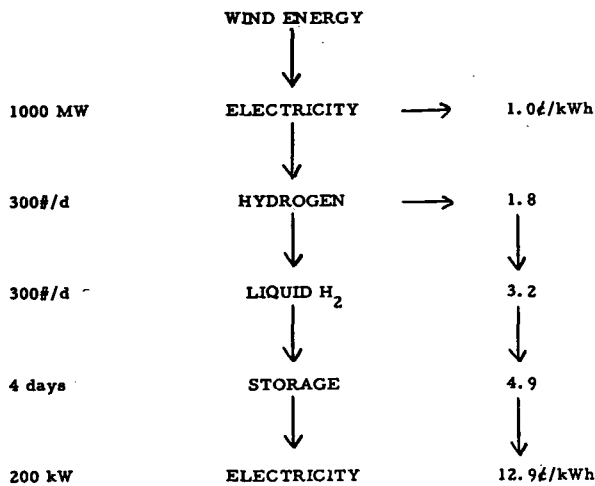 WIND ENERGY
1000 MW ELECTRICITY 1.0¢/kWh
300#/d HYDROGEN 1.8
300#/d LIQUID H₂ 3.2
4 days STORAGE 4.9
200 kW ELECTRICITY 12.9¢/kWh